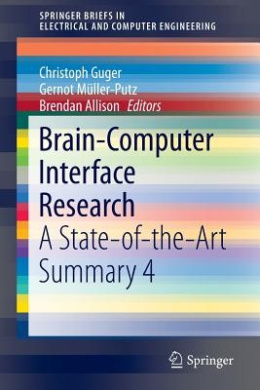 SPRINGER BRIEFS IN
ELECTRICAL AND COMPUTER ENGINEERING
Christoph Guger
Gernot Müller-Putz
Brendan Allison Editors
Brain-Computer
Interface
Research
A State-of-the-Art
Summary 4
Springer